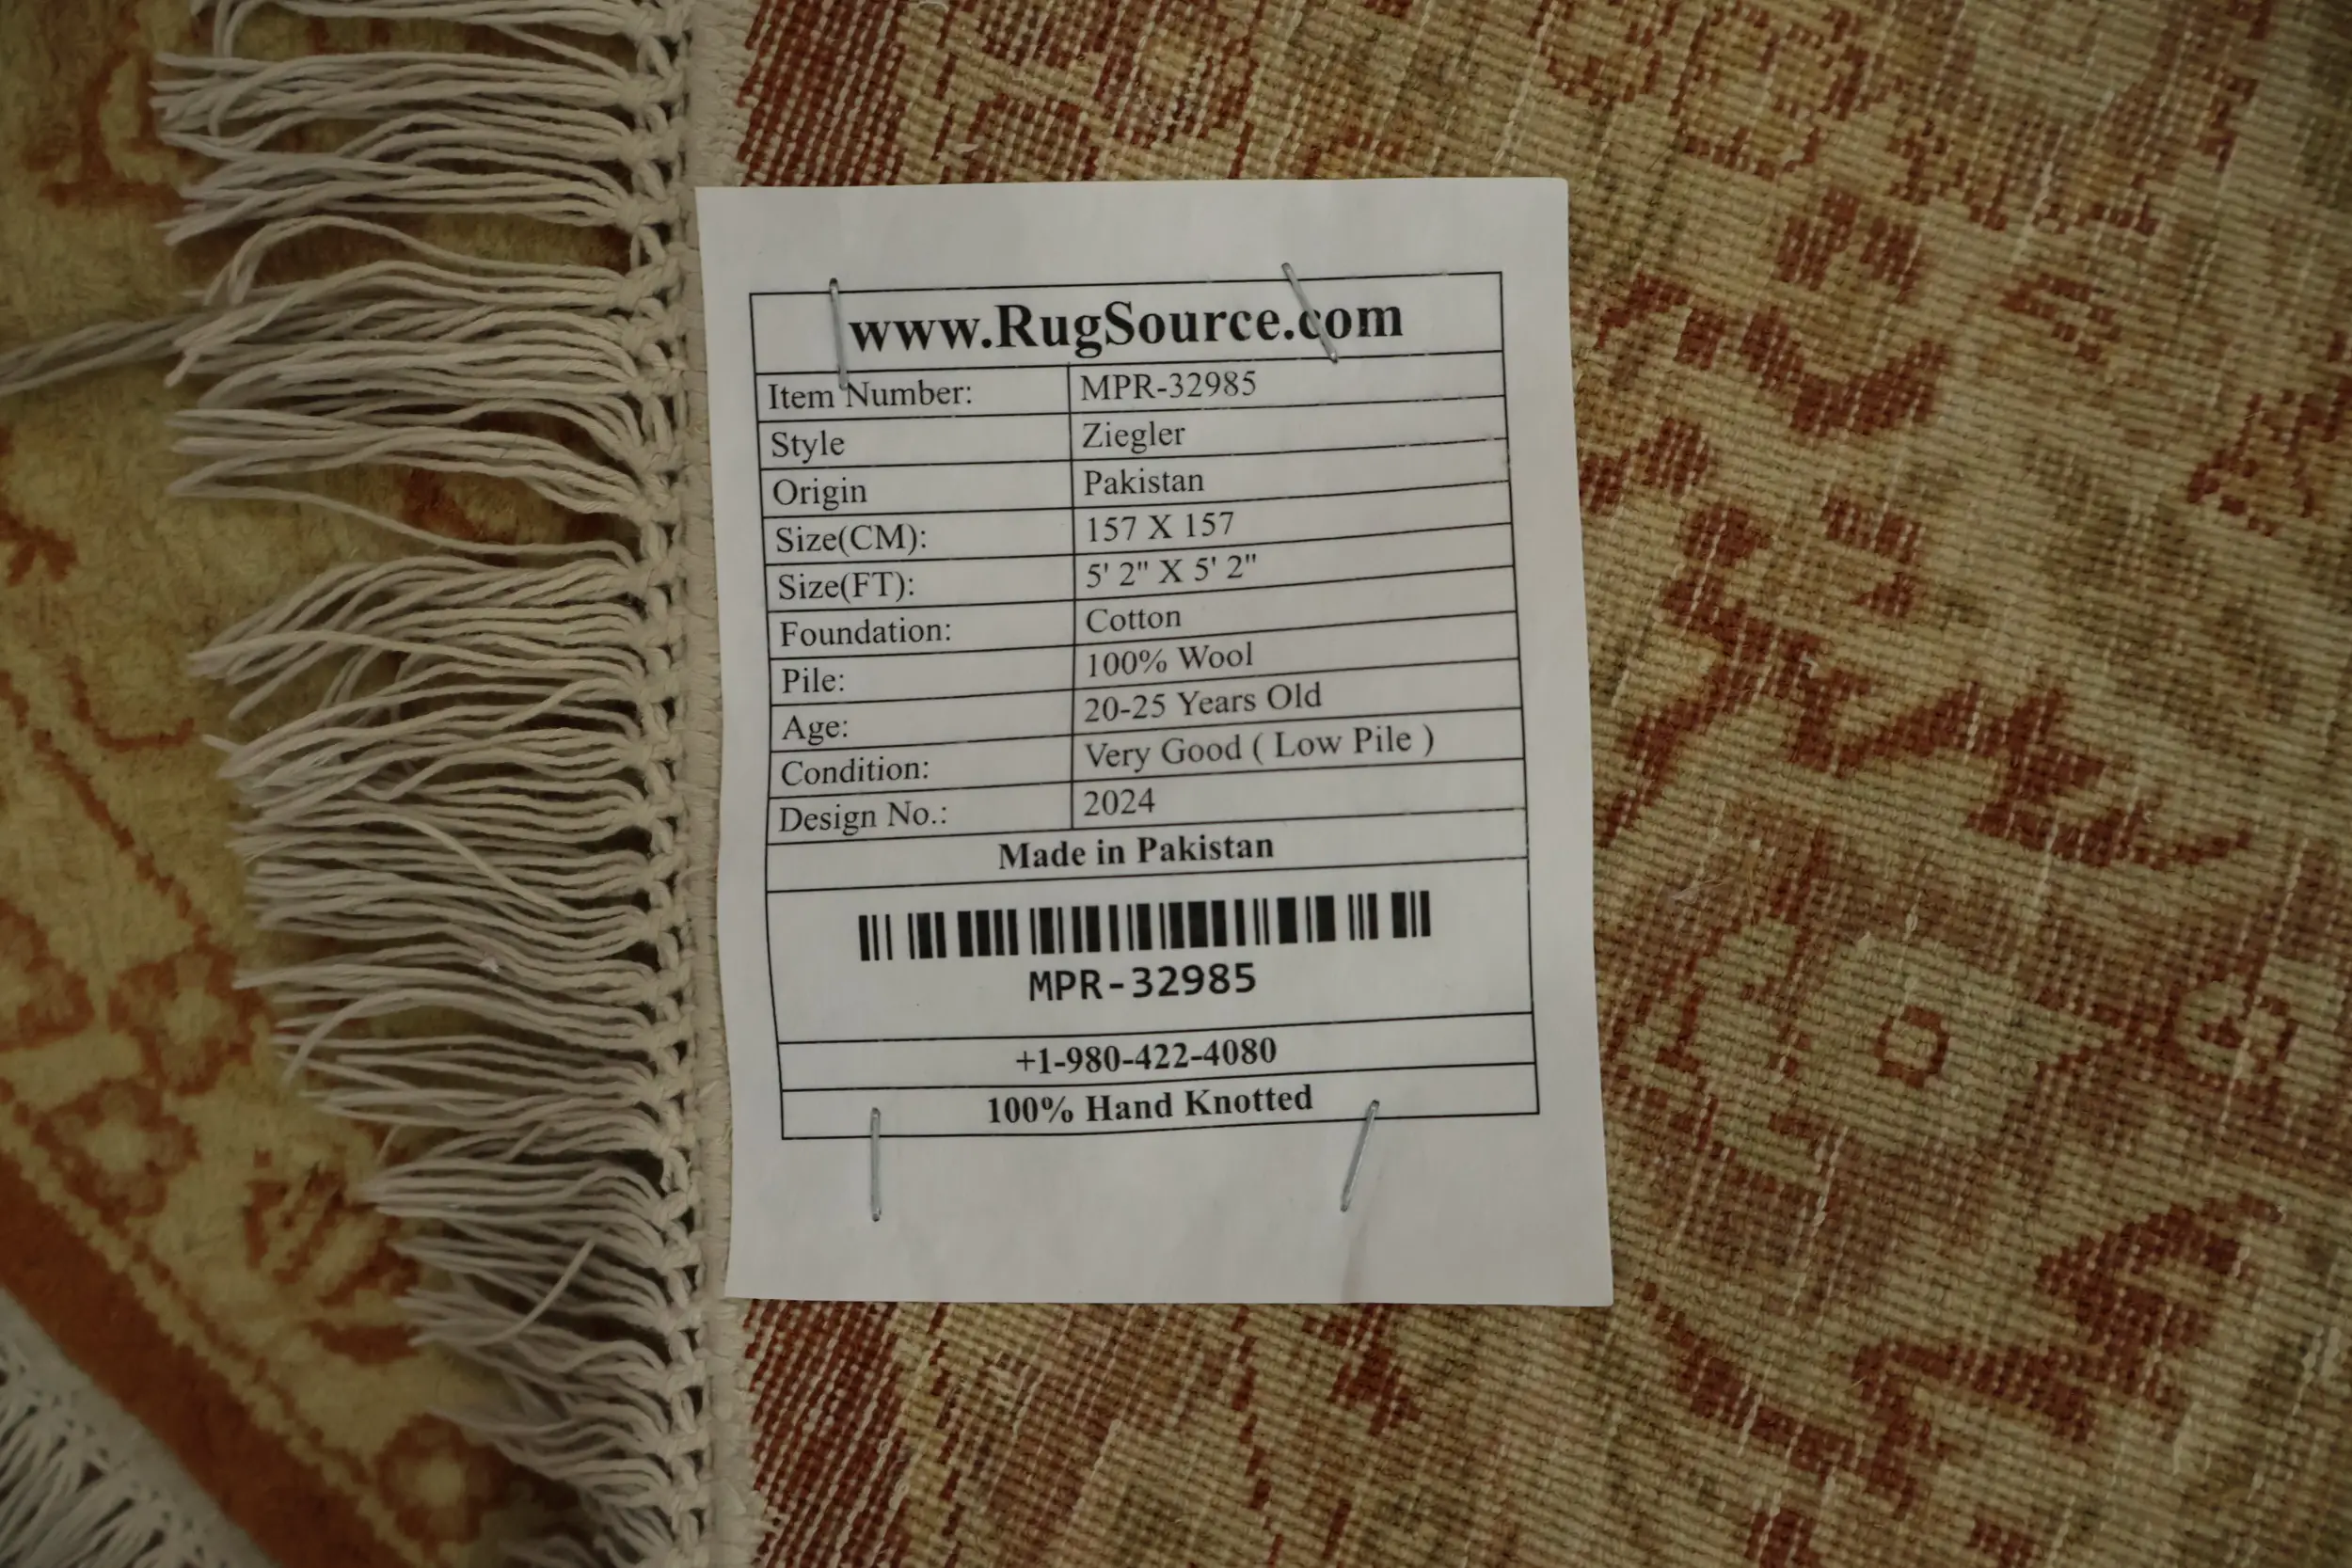 www.RugSource.com
Item Number: MPR-32985
Style Ziegler
Origin Pakistan
Size(CM): 157 X 157
Size(FT): 5' 2" X 5' 2"
Foundation: Cotton
Pile: 100% Wool
Age: 20-25 Years Old
Condition: Very Good ( Low Pile )
Design No.: 2024
Made in Pakistan
MPR-32985
+1-980-422-4080
100% Hand Knotted